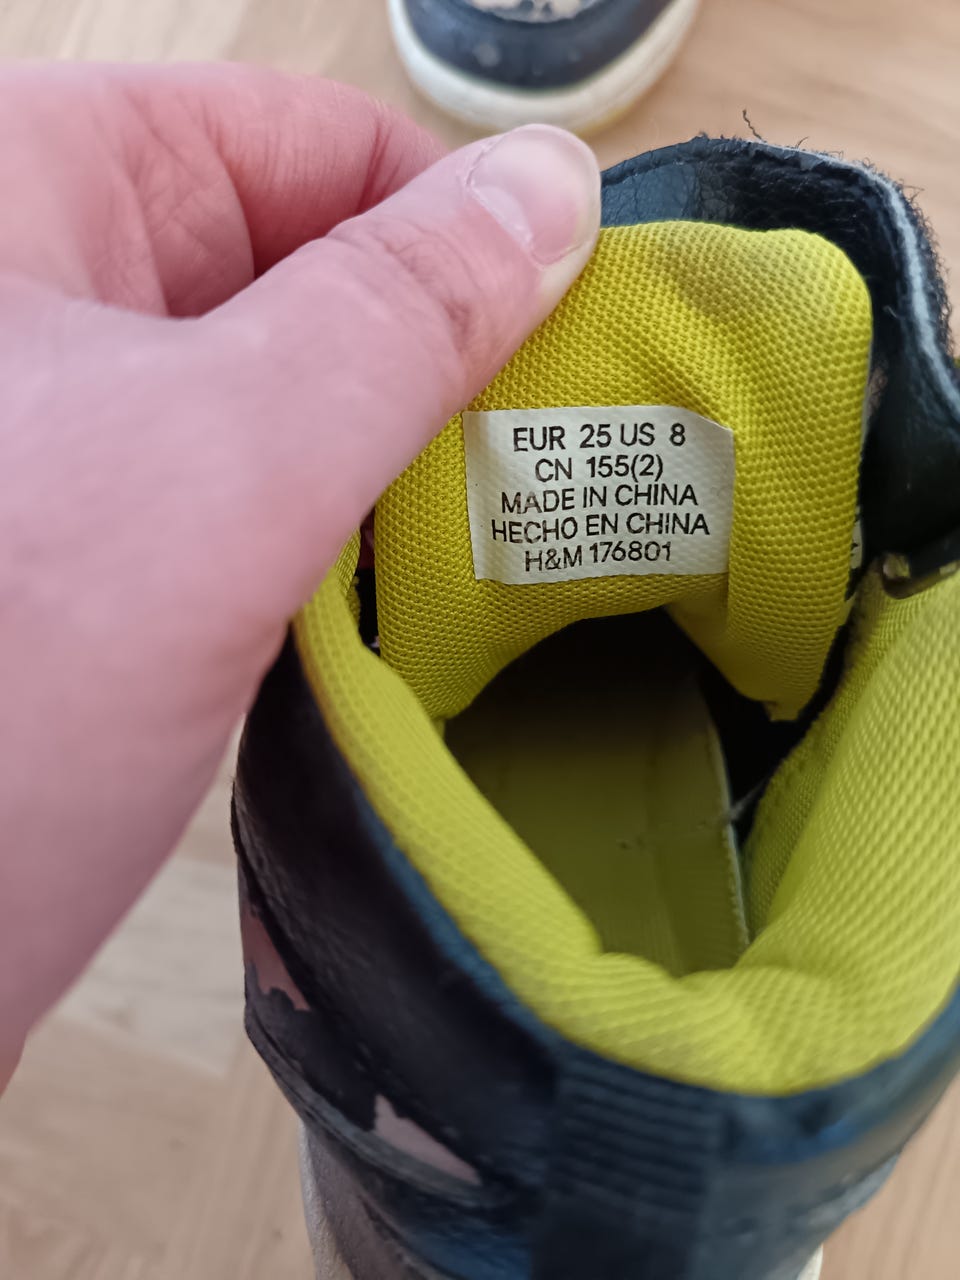 EUR 25 US 8
CN 155(2)
MADE IN CHINA
HECHO EN CHINA
H&M 176801